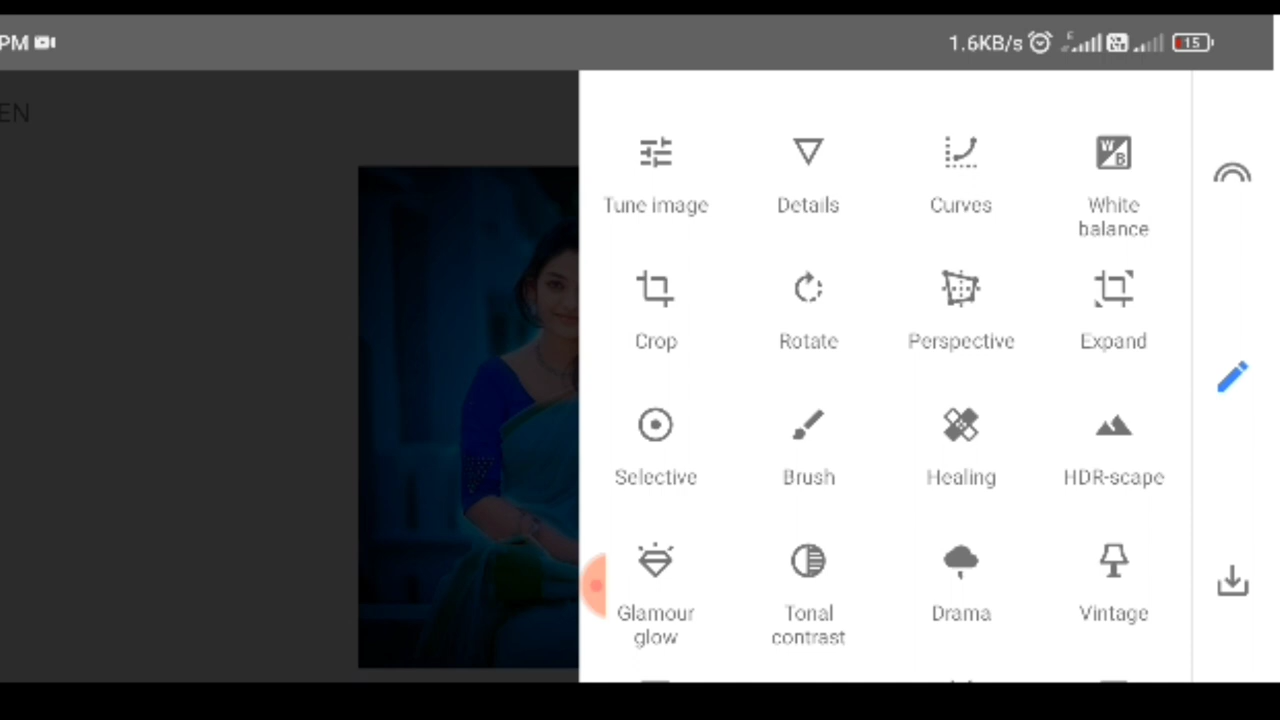 PM
1.6KB/s
15
EN
Tune image
Details
Curves
White
balance
Crop
Rotate
Perspective
Expand
Selective
Brush
Healing
HDR-scape
Glamour
glow
Tonal
contrast
Drama
Vintage